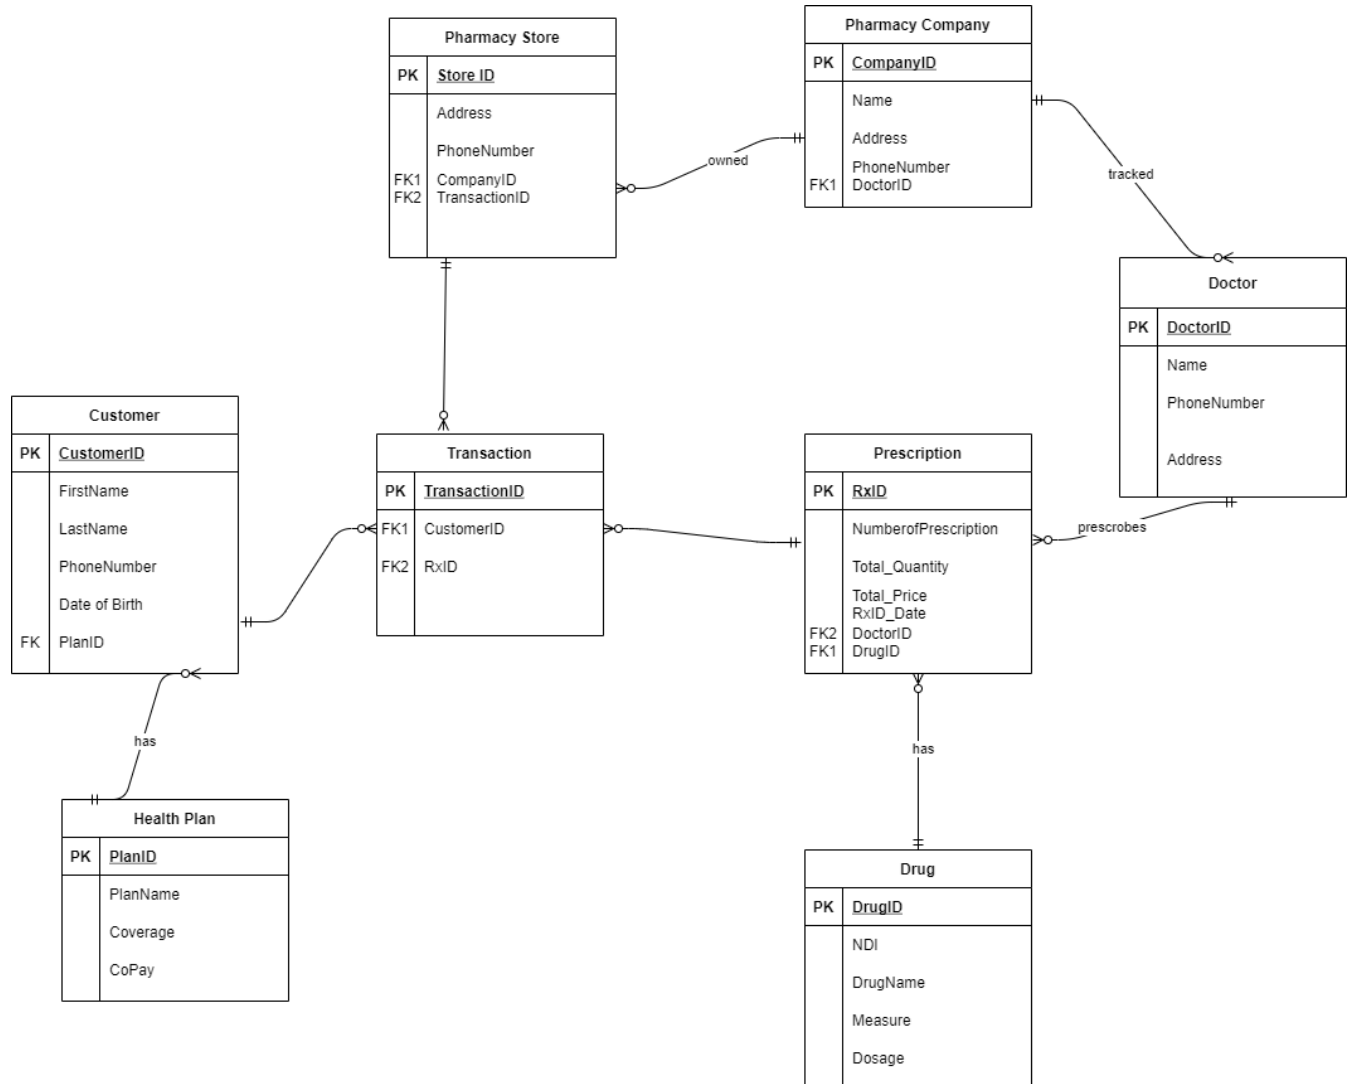 Pharmacy Store
PK Store ID
Address
PhoneNumber
FK1 CompanyID
FK2 TransactionID
Pharmacy Company
PK CompanyID
Name
Address
PhoneNumber
FK1 DoctorID
owned
tracked
Doctor
PK DoctorID
Name
PhoneNumber
Address
Customer
PK CustomerID
FirstName
LastName
PhoneNumber
Date of Birth
FK PlanID
Transaction
PK TransactionID
FK1 CustomerID
FK2 RxID
Prescription
PK RxID
NumberofPrescription
Total_Quantity
Total_Price
RxID_Date
FK2 DoctorID
FK1 DrugID
prescrobes
has
has
Health Plan
PK PlanID
PlanName
Coverage
CoPay
Drug
PK DrugID
NDI
DrugName
Measure
Dosage